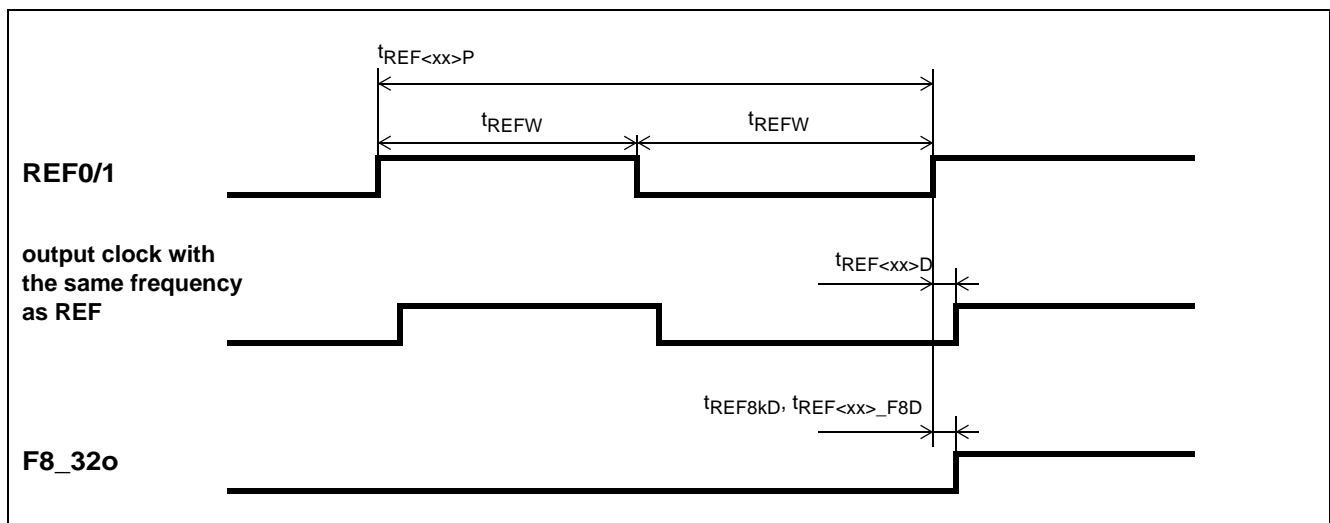 tREF<xx>P
tREFW
tREFW
REF0/1
output clock with
the same frequency
as REF
tREF<xx>D
tREF8kD, tREF<xx>_F8D
F8_32o